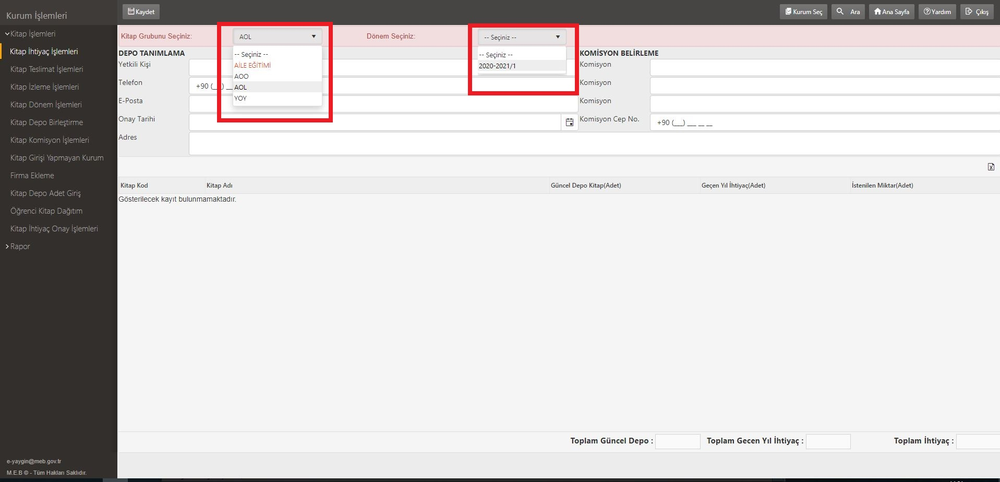 Kurum İşlemleri
Kaydet
Kurum Seç
Ara
Ana Sayfa
Yardım
Çıkış
Kitap İşlemleri
Kitap İhtiyaç İşlemleri
Kitap Teslimat İşlemleri
Kitap İzleme İşlemleri
Kitap Dönem İşlemleri
Kitap Depo Birleştirme
Kitap Komisyon İşlemleri
Kitap Girişi Yapmayan Kurum
Firma Ekleme
Kitap Depo Adet Giriş
Öğrenci Kitap Dağıtım
Kitap İhtiyaç Onay İşlemleri
Rapor
e-yaygin@meb.gov.tr
M.E.B © - Tüm Hakları Saklıdır.
Kitap Grubunu Seçiniz:
AOL
-- Seçiniz --
AİLE EĞİTİMİ
AOO
AOL
YOY
Dönem Seçiniz:
-- Seçiniz --
-- Seçiniz --
2020-2021/1
DEPO TANIMLAMA
Yetkili Kişi
Telefon
+90 (__) __
E-Posta
Onay Tarihi
Adres
KOMİSYON BELİRLEME
Komisyon
Komisyon
Komisyon
Komisyon Cep No.
+90 (___) ___ __ __
Kitap Kod
Kitap Adı
Güncel Depo Kitap(Adet)
Geçen Yıl İhtiyaç(Adet)
İstenilen Miktar(Adet)
Gösterilecek kayıt bulunmamaktadır.
Toplam Güncel Depo :
Toplam Gecen Yıl İhtiyaç :
Toplam İhtiyaç :